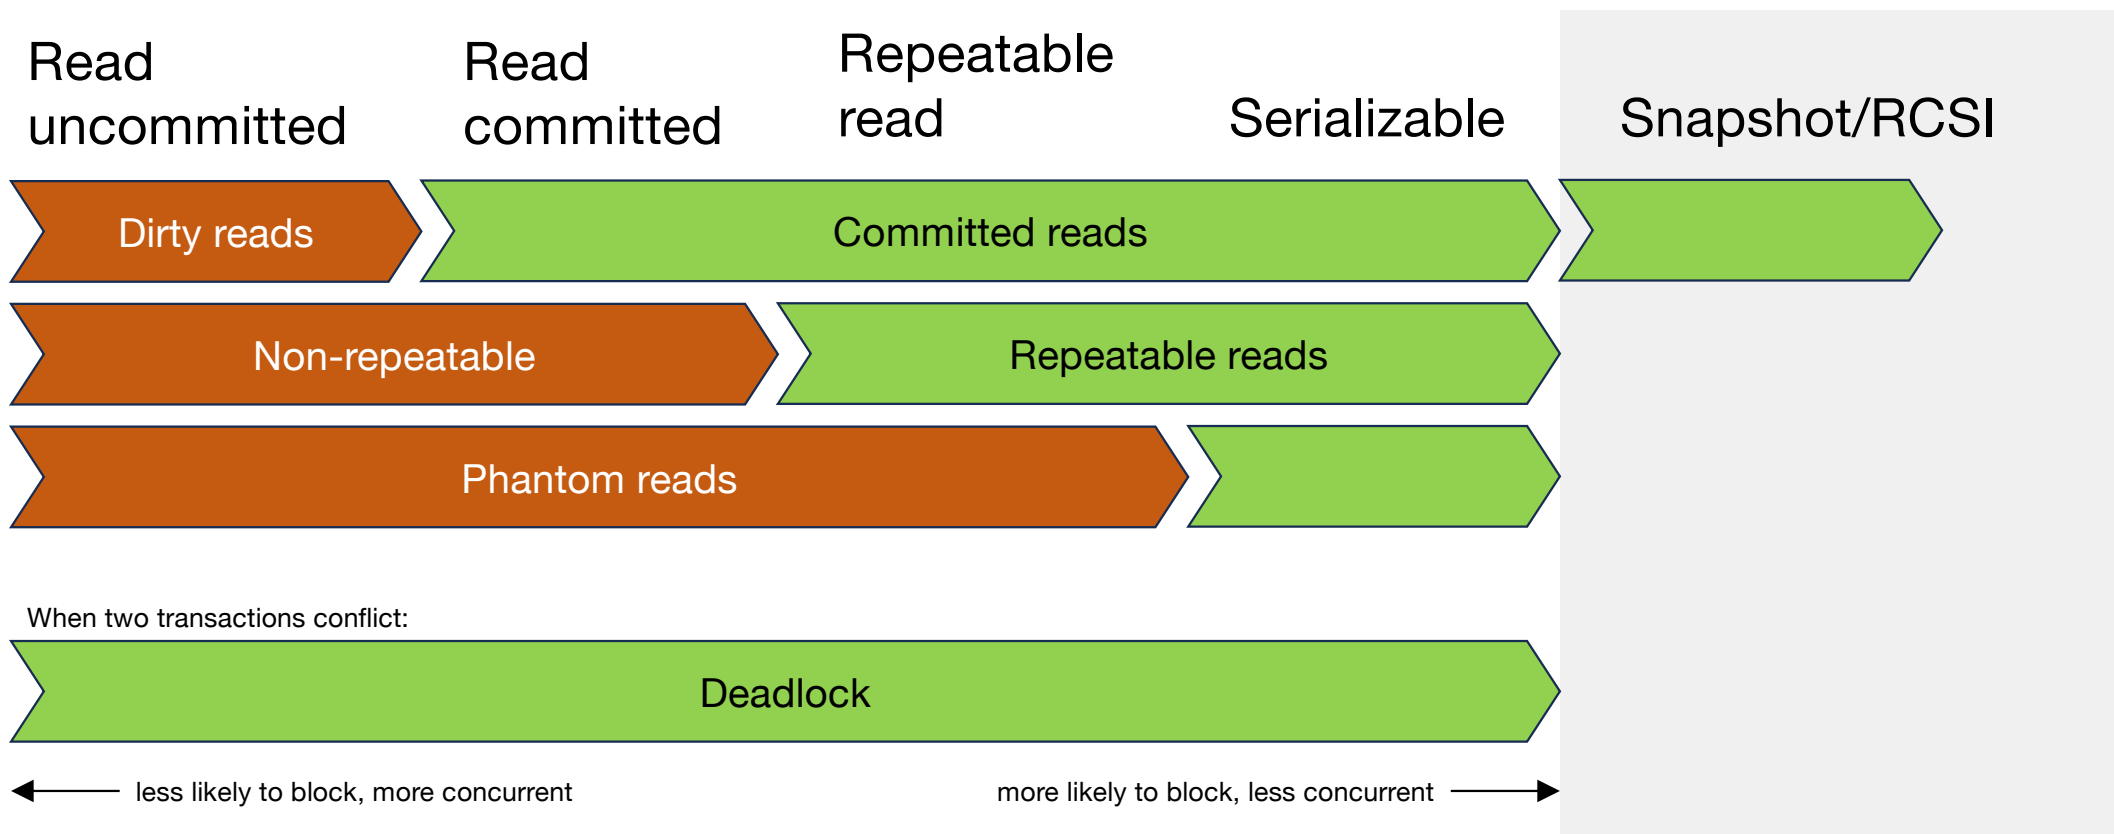 Read
uncommitted
Read
committed
Repeatable
read
Serializable
Snapshot/RCSI
Dirty reads
Committed reads
Non-repeatable
Repeatable reads
Phantom reads
When two transactions conflict:
Deadlock
less likely to block, more concurrent
more likely to block, less concurrent